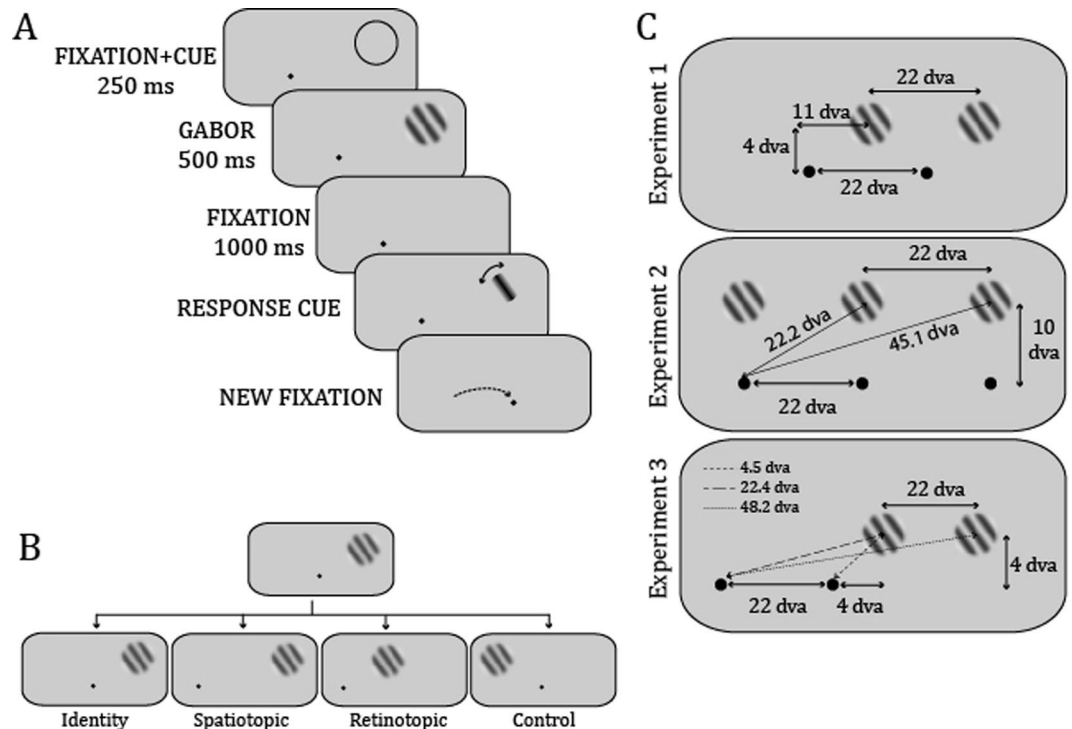 A
FIXATION+CUE
250 ms
GABOR
500 ms
FIXATION
1000 ms
RESPONSE CUE
NEW FIXATION
B
Identity
Spatiotopic
Retinotopic
Control
C
Experiment 1
22 dva
11 dva
4 dva
22 dva
Experiment 2
22 dva
22.2 dva
45.1 dva
10
dva
22 dva
Experiment 3
4.5 dva
22.4 dva
48.2 dva
22 dva
4 dva
22 dva
4 dva